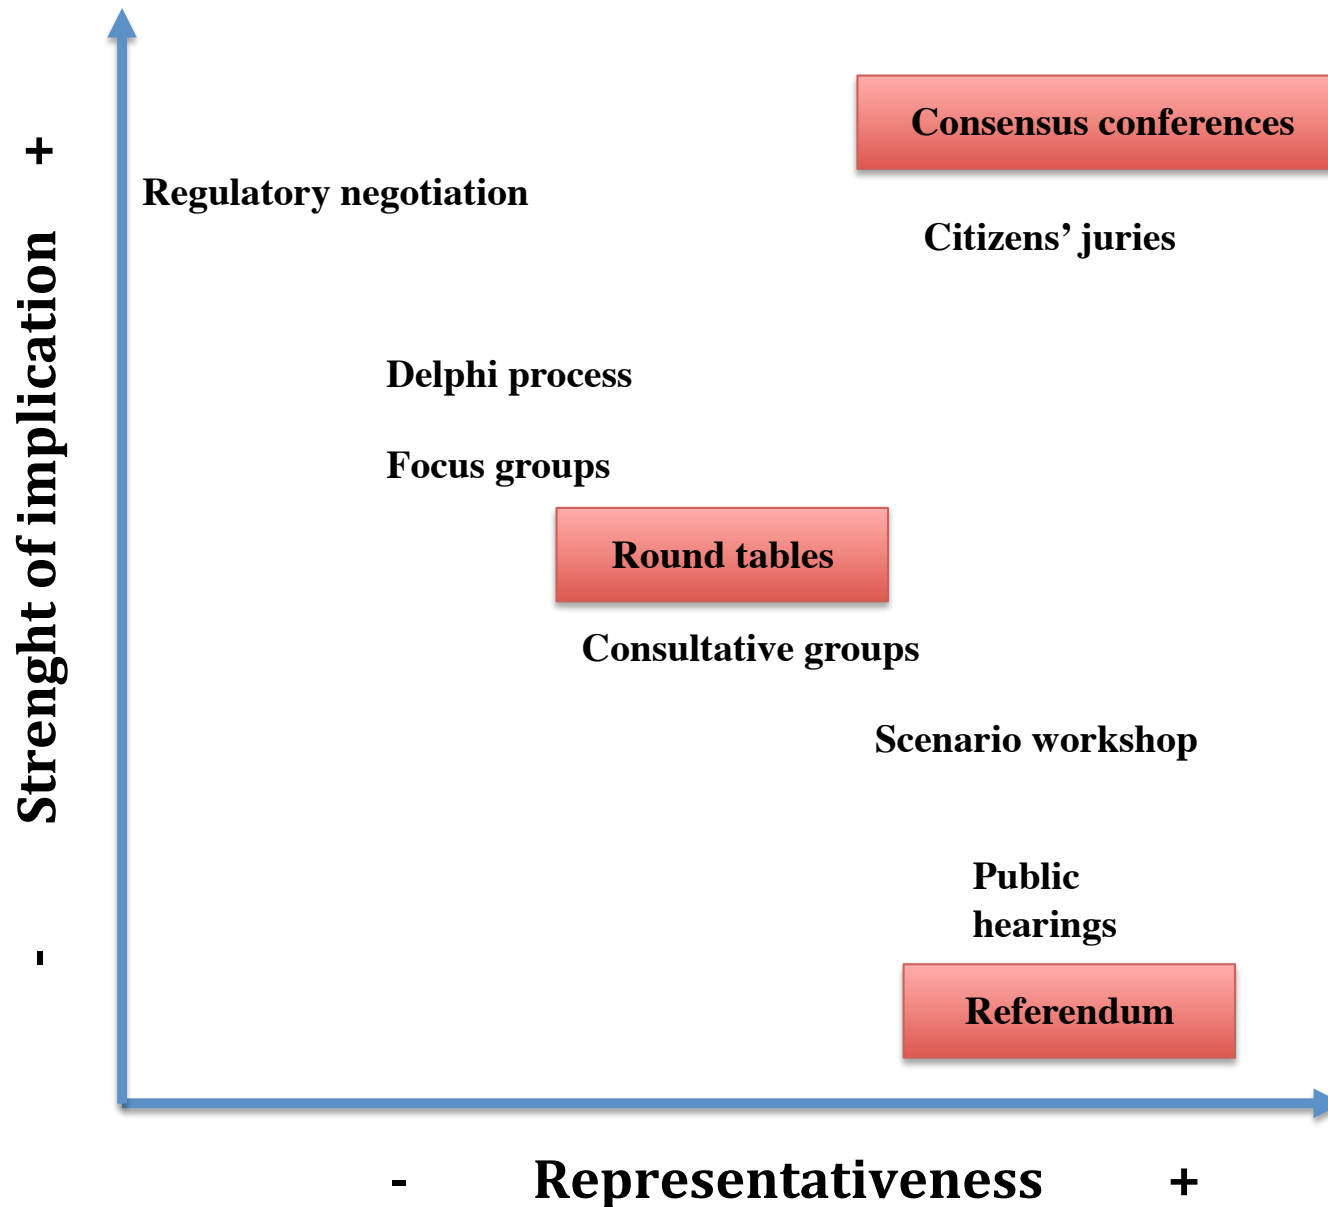 Consensus conferences
+
Regulatory negotiation
Citizens’ juries
Strenght of implication
Delphi process
Focus groups
Round tables
Consultative groups
Scenario workshop
Public
hearings
-
Referendum
- Representativeness +